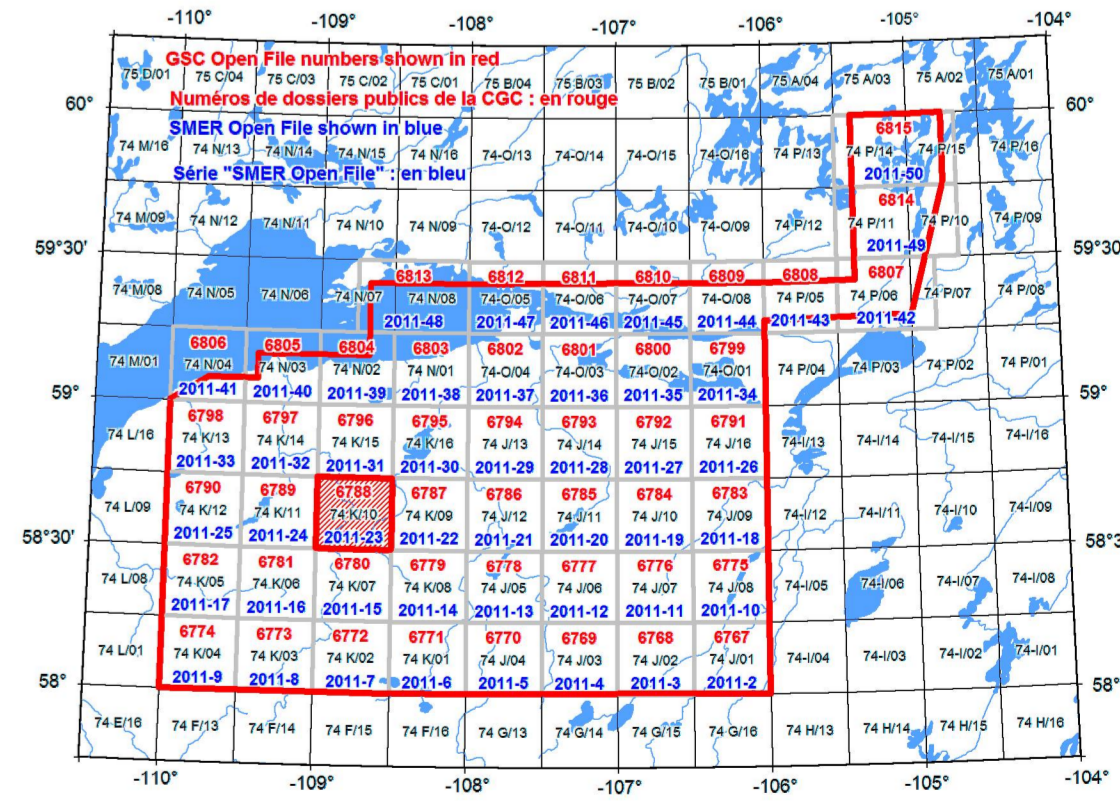 -110° -109° -108° -107° -106° -105° -104°
GSC Open File numbers shown in red
75 D/01 75 C/04 75 C/03 75 C/02 75 C/01 75 B/04 75 B/03 75 B/02 75 B/01 75 A/04 75 A/03 75 A/02 75 A/01
60° 60°
Numéros de dossiers publics de la CGC : en rouge
SMER Open File shown in blue
6815
74 M/16 74 N/13 74 N/14 74 N/15 74 N/16 74-O/13 74-O/14 74-O/15 74-O/16 74 P/13 74 P/14 74 P/15 74 P/16
Série "SMER Open File" : en bleu
2011-50
6814
74 M/09 74 N/12 74 N/11 74 N/10 74 N/09 74-O/12 74-O/11 74-O/10 74-O/09 74 P/12 74 P/11 74 P/10 74 P/09
59°30' 2011-49 59°30
6813 6812 6811 6810 6809 6808 6807
74 M/08 74 N/05 74 N/06 74 N/07 74 N/08 74-O/05 74-O/06 74-O/07 74-O/08 74 P/05 74 P/06 74 P/07 74 P/08
2011-48 2011-47 2011-46 2011-45 2011-44 2011-43 2011-42
6806 6805 6804 6803 6802 6801 6800 6799
74 M/01 74 N/04 74 N/03 74 N/02 74 N/01 74-O/04 74-O/03 74-O/02 74-O/01 74 P/04 74 P/03 74 P/02 74 P/01
59° 2011-41 2011-40 2011-39 2011-38 2011-37 2011-36 2011-35 2011-34 59°
6798 6797 6796 6795 6794 6793 6792 6791
74 L/16 74 K/13 74 K/14 74 K/15 74 K/16 74 J/13 74 J/14 74 J/15 74 J/16 74-I/13 74-I/14 74-I/15 74-I/16
2011-33 2011-32 2011-31 2011-30 2011-29 2011-28 2011-27 2011-26
6790 6789 6788 6787 6786 6785 6784 6783
74 L/09 74 K/12 74 K/11 74 K/10 74 K/09 74 J/12 74 J/11 74 J/10 74 J/09 74-I/12 74-I/11 74-I/10 74-I/09
58°30' 2011-25 2011-24 2011-23 2011-22 2011-21 2011-20 2011-19 2011-18 58°3
6782 6781 6780 6779 6778 6777 6776 6775
74 L/08 74 K/05 74 K/06 74 K/07 74 K/08 74 J/05 74 J/06 74 J/07 74 J/08 74-I/05 74-I/06 74-I/07 74-I/08
2011-17 2011-16 2011-15 2011-14 2011-13 2011-12 2011-11 2011-10
6774 6773 6772 6771 6770 6769 6768 6767
74 L/01 74 K/04 74 K/03 74 K/02 74 K/01 74 J/04 74 J/03 74 J/02 74 J/01 74-I/04 74-I/03 74-I/02 74-I/01
58° 2011-9 2011-8 2011-7 2011-6 2011-5 2011-4 2011-3 2011-2 58°
74 E/16 74 F/13 74 F/14 74 F/15 74 F/16 74 G/13 74 G/14 74 G/15 74 G/16 74 H/13 74 H/14 74 H/15 74 H/16
-110° -109° -108° -107° -106° -105° -104°